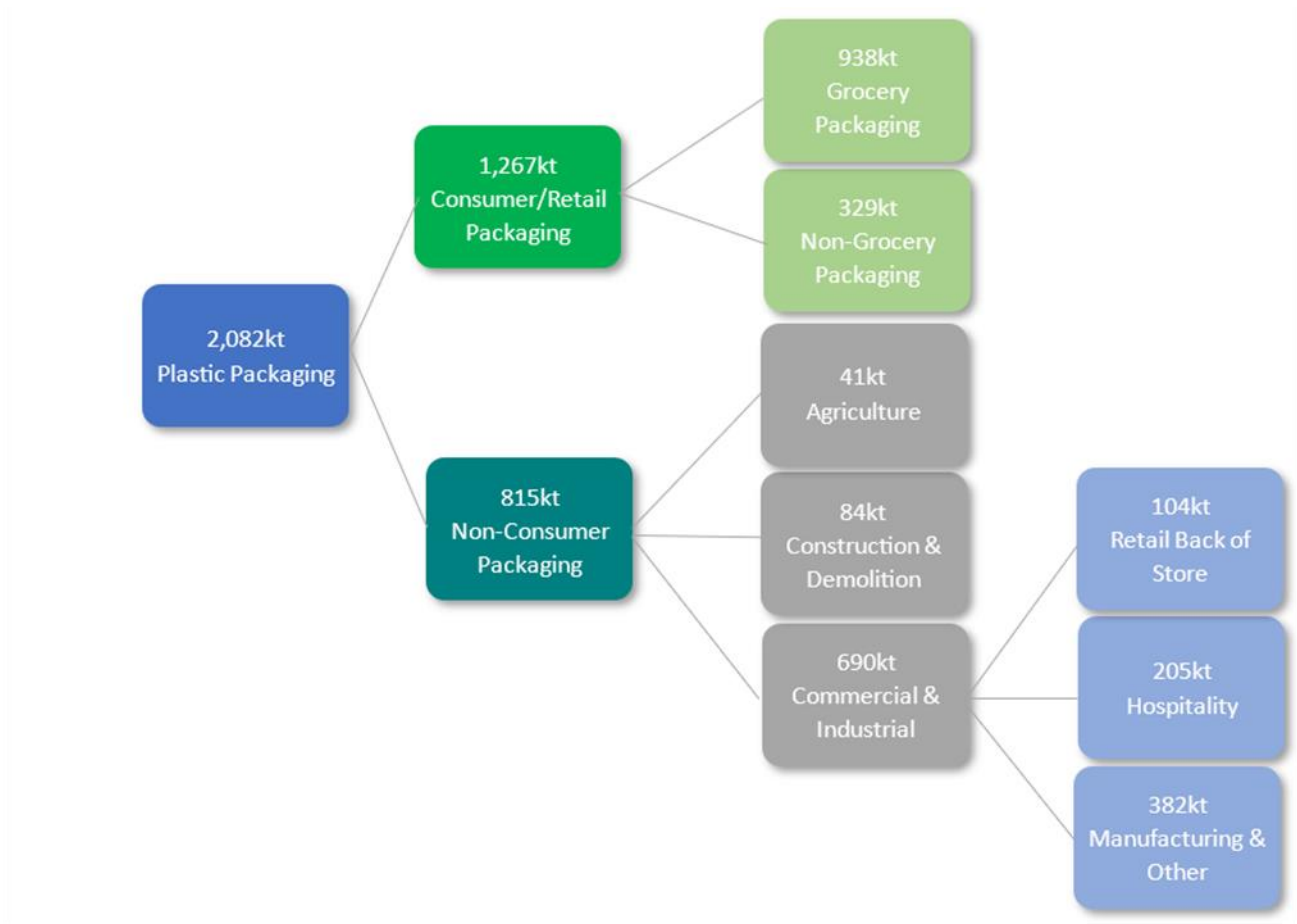 2,082kt
Plastic Packaging
1,267kt
Consumer/Retail
Packaging
815kt
Non-Consumer
Packaging
938kt
Grocery
Packaging
329kt
Non-Grocery
Packaging
41kt
Agriculture
84kt
Construction &
Demolition
690kt
Commercial &
Industrial
104kt
Retail Back of
Store
205kt
Hospitality
382kt
Manufacturing &
Other